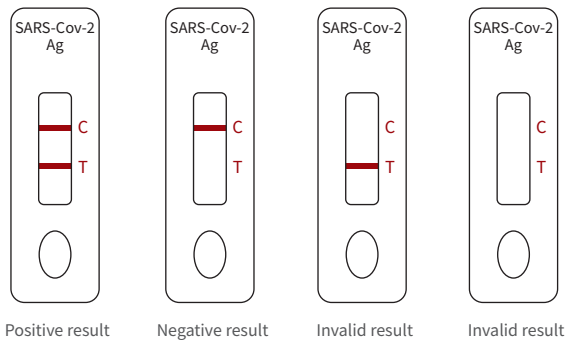 SARS-Cov-2
Ag
C
T
Positive result
SARS-Cov-2
Ag
C
T
Negative result
SARS-Cov-2
Ag
C
T
Invalid result
SARS-Cov-2
Ag
C
T
Invalid result